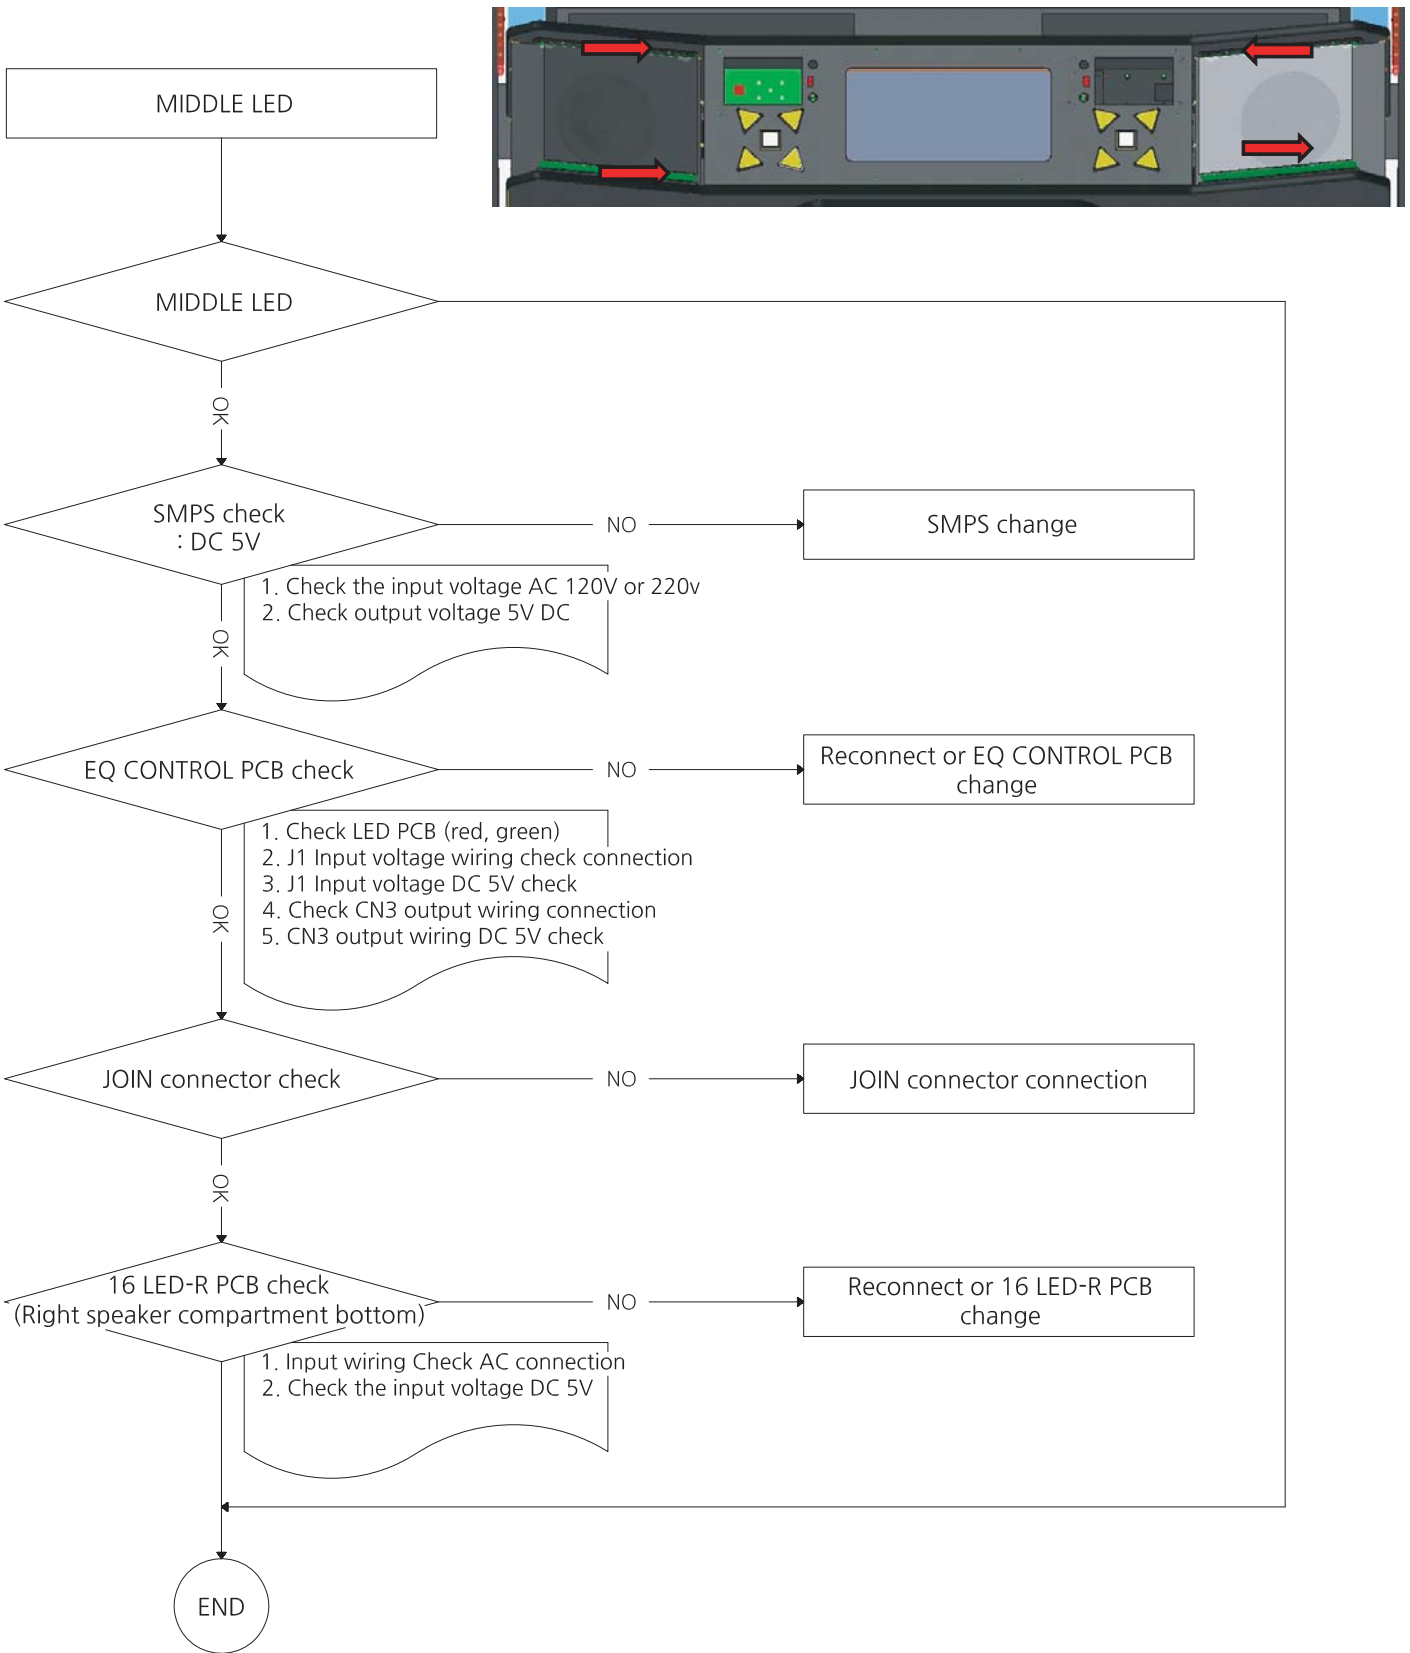 MIDDLE LED
MIDDLE LED
OK
SMPS check
: DC 5V
NO
SMPS change
1. Check the input voltage AC 120V or 220v
2. Check output voltage 5V DC
OK
EQ CONTROL PCB check
NO
Reconnect or EQ CONTROL PCB
change
1. Check LED PCB (red, green)
2. J1 Input voltage wiring check connection
3. J1 Input voltage DC 5V check
4. Check CN3 output wiring connection
5. CN3 output wiring DC 5V check
OK
JOIN connector check
NO
JOIN connector connection
OK
16 LED-R PCB check
(Right speaker compartment bottom)
NO
Reconnect or 16 LED-R PCB
change
1. Input wiring Check AC connection
2. Check the input voltage DC 5V
END